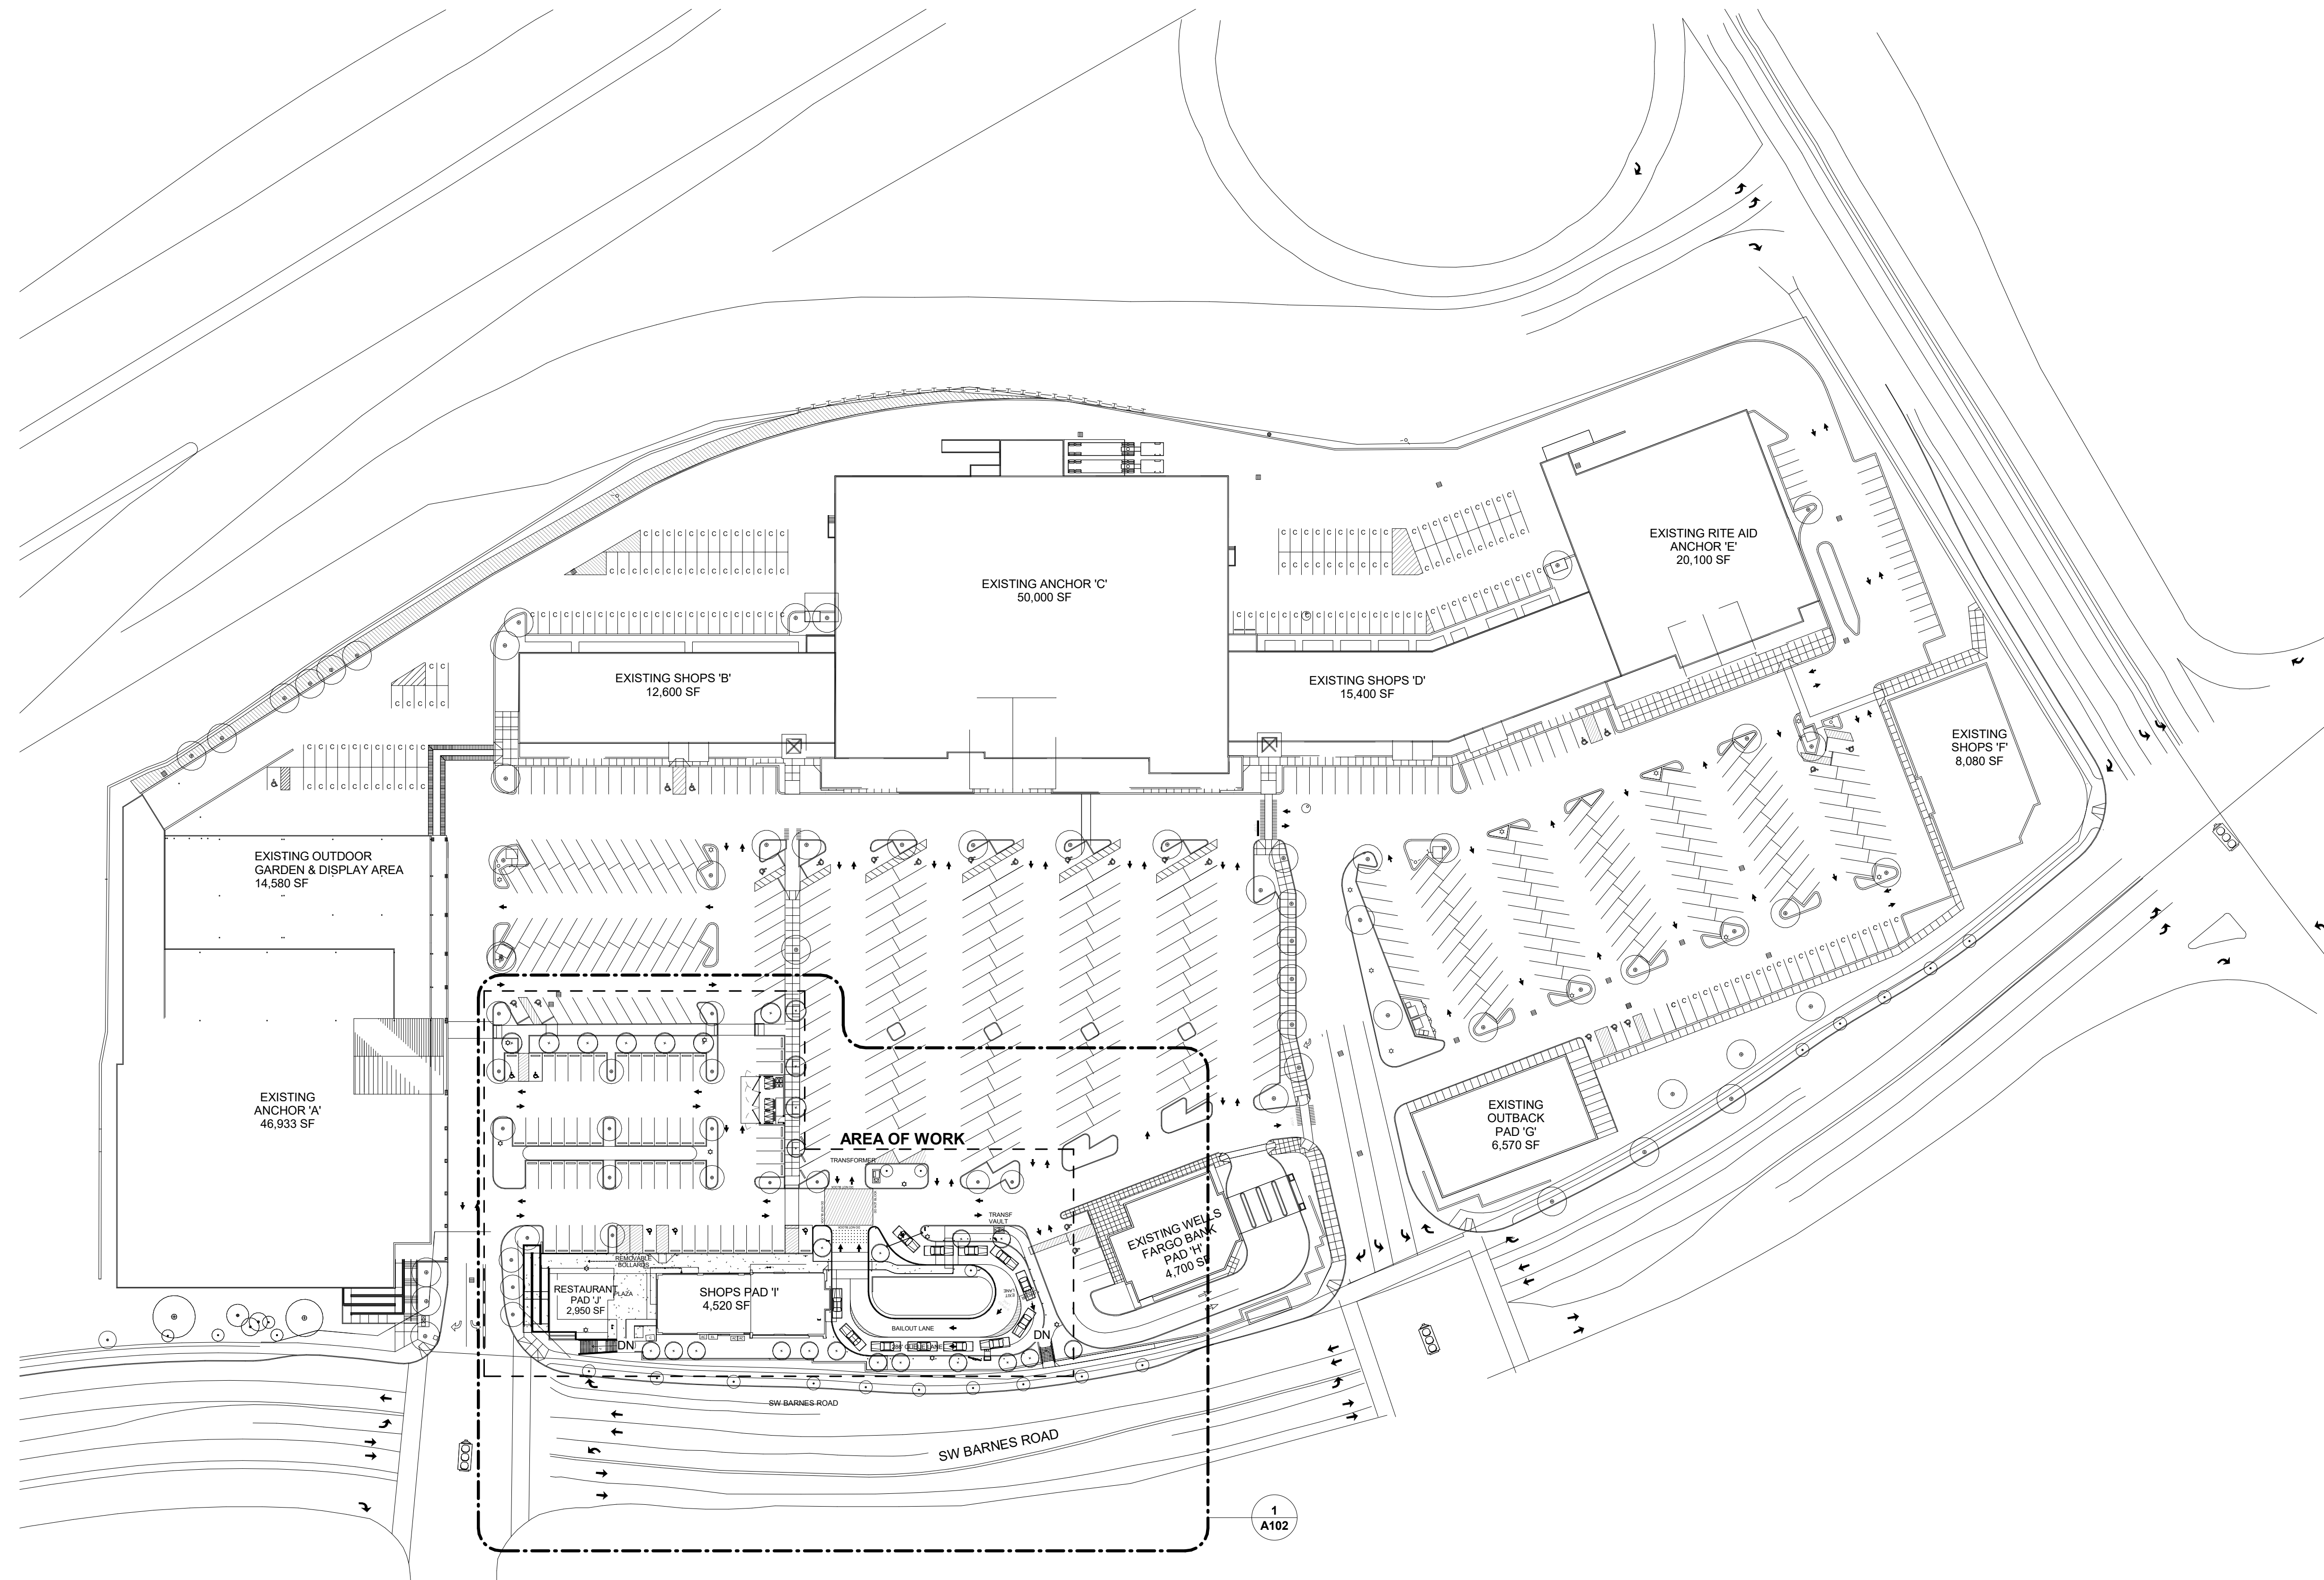 EXISTING RITE AID
ANCHOR 'E'
20,100 SF
EXISTING ANCHOR 'C'
50,000 SF
EXISTING SHOPS 'B'
12,600 SF
EXISTING SHOPS 'D'
15,400 SF
EXISTING
SHOPS 'F'
8,080 SF
EXISTING OUTDOOR
GARDEN & DISPLAY AREA
14,580 SF
EXISTING
ANCHOR 'A'
46,933 SF
EXISTING
OUTBACK
PAD 'G'
6,570 SF
AREA OF WORK
TRANSFORMER
TRANSF
VAULT
EXISTING WELLS
FARGO BANK
PAD 'H'
4,700 SF
REMOVABLE
BOLLARDS
RESTAURANT
PAD 'J'
2,950 SF
PLAZA
SHOPS PAD 'I'
4,520 SF
EXIT
LANE
BAILOUT LANE
DN
DN
SW BARNES ROAD
SW BARNES ROAD
1
A102